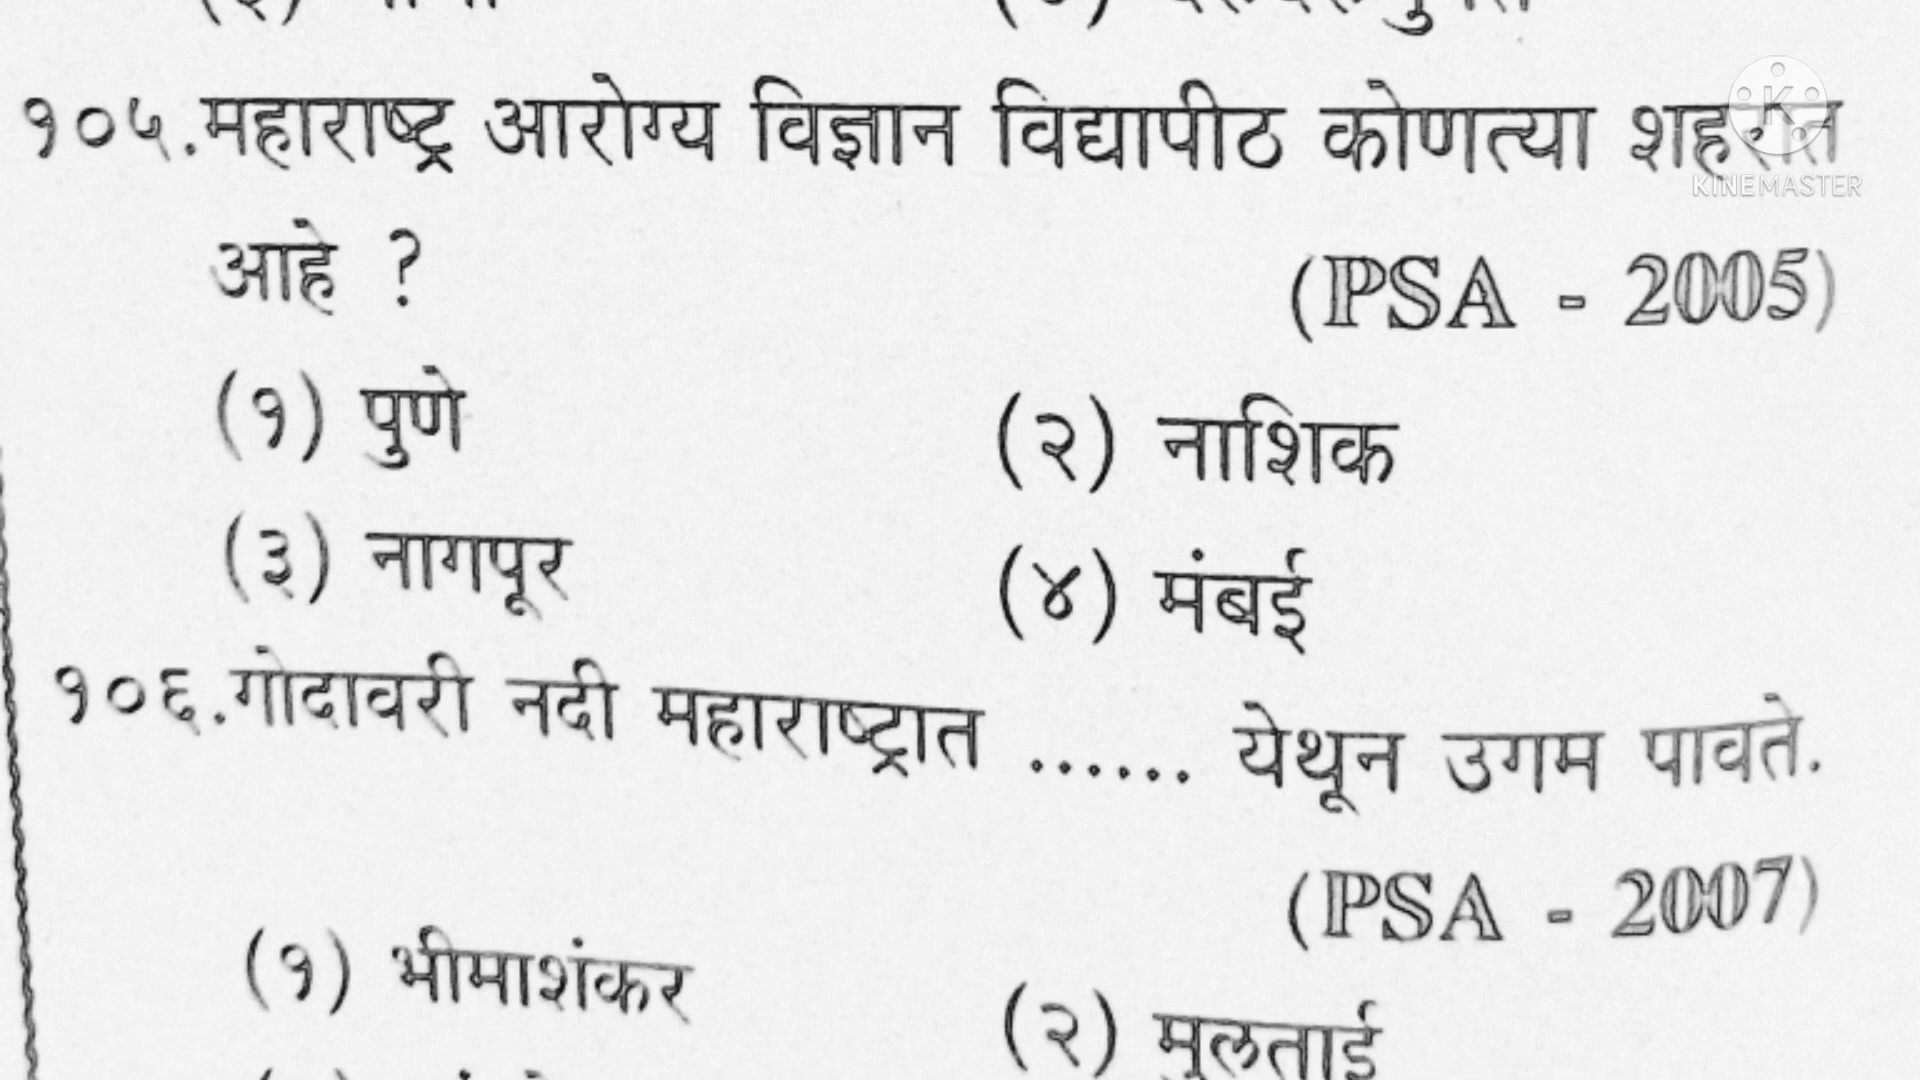 १०५.महाराष्ट्र आरोग्य विज्ञान विद्यापीठ कोणत्या शहरात
KINEMASTER
आहे ?
(PSA - 2005)
(१) पुणे
(२) नाशिक
(३) नागपूर
(४) मंबई
१०६.गोदावरी नदी महाराष्ट्रात ...... येथून उगम पावते.
(PSA - 2007)
(१) भीमाशंकर
(२) मुलताई